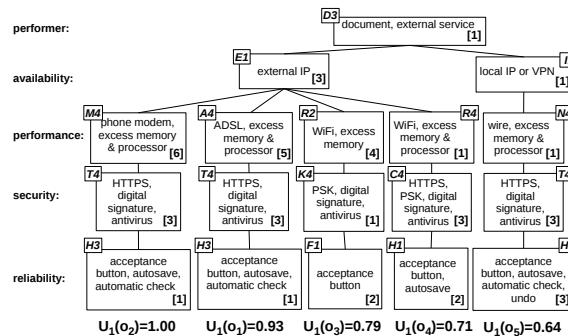 performer:
D3
document, external service
[1]
availability:
E1
external IP
[3]
I
local IP or VPN
[1]
performance:
M4
phone modem,
excess memory
& processor
[6]
A4
ADSL, excess
memory &
processor
[5]
R2
WiFi, excess
memory
[4]
R4
WiFi, excess
memory &
processor
[1]
N4
wire, excess
memory &
processor
[1]
security:
T4
HTTPS,
digital
signature,
antivirus
[3]
T4
HTTPS,
digital
signature,
antivirus
[3]
K4
PSK, digital
signature,
antivirus
[1]
C4
HTTPS,
PSK, digital
signature,
antivirus
[3]
T4
HTTPS,
digital
signature,
antivirus
[3]
reliability:
H3
acceptance
button, autosave,
automatic check
[1]
H3
acceptance
button, autosave,
automatic check
[1]
F1
acceptance
button
[2]
H1
acceptance
button,
autosave
[2]
H
acceptance
button, autosave,
automatic check,
undo
[3]
U₁(o₂)=1.00 U₁(o₁)=0.93 U₁(o₃)=0.79 U₁(o₄)=0.71 U₁(o₅)=0.64